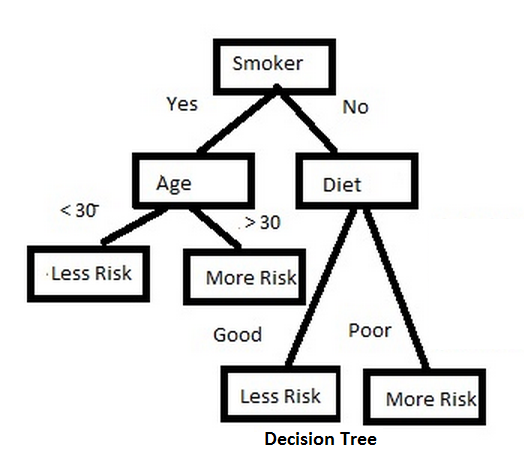 Smoker
Yes
No
Age
Diet
< 30
> 30
Less Risk
More Risk
Good
Poor
Less Risk
More Risk
Decision Tree